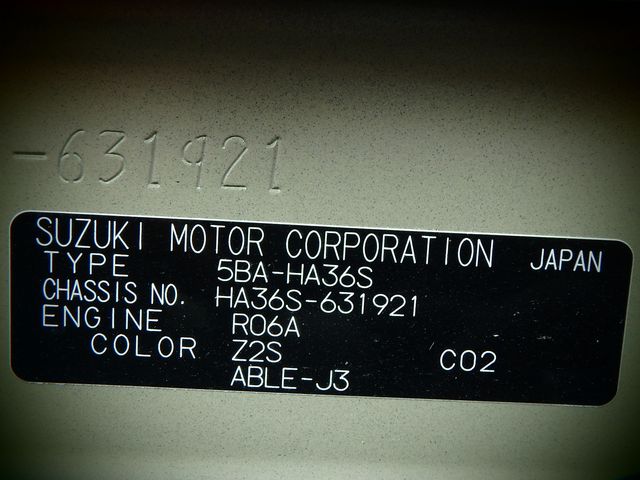 -631921
SUZUKI MOTOR CORPORATION JAPAN
TYPE 5BA-HA36S
CHASSIS NO. HA36S-631921
ENGINE R06A
COLOR Z2S C02
ABLE-J3